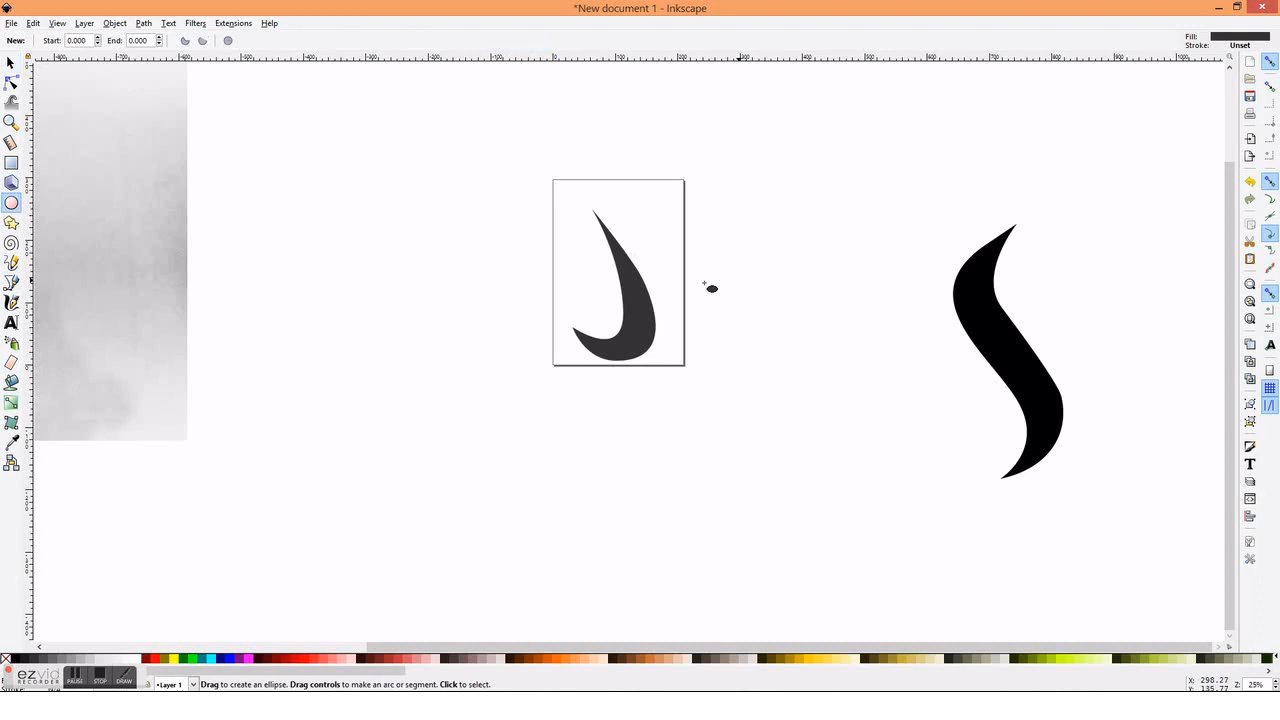 *New document 1 - Inkscape
File Edit View Layer Object Path Text Filters Extensions Help
New: Start: 0.000 End: 0.000
Fill:
Stroke: Unset
ezvid
RECORDER
PAUSE STOP DRAW
Layer 1 Drag to create an ellipse. Drag controls to make an arc or segment. Click to select.
X: 298.27
Y: 135.77
Z: 25%